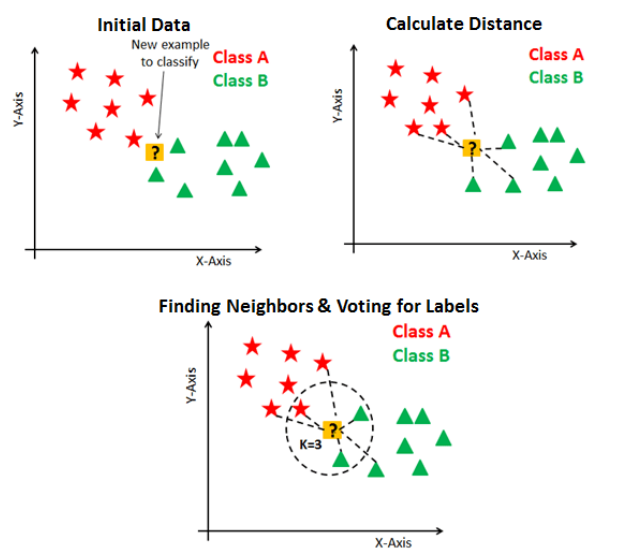 Initial Data
New example
to classify
Class A
Class B
Y-Axis
?
X-Axis
Calculate Distance
Class A
Class B
Y-Axis
?
X-Axis
Finding Neighbors & Voting for Labels
Class A
Class B
Y-Axis
?
K=3
X-Axis